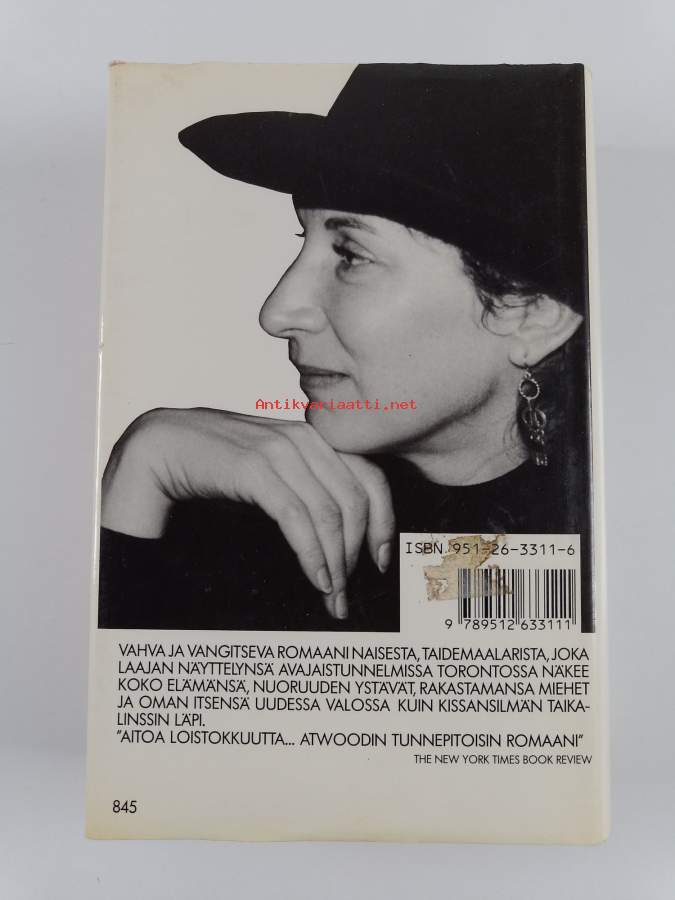 Antikvariaatti.net
ISBN 951-26-3311-6
9 789512 633111
VAHVA JA VANGITSEVA ROMAANI NAISESTA, TAIDEMAALARISTA, JOKA
LAAJAN NÄYTTELYNSÄ AVAJAISTUNNELMISSA TORONTOSSA NÄKEE
KOKO ELÄMÄNSÄ, NUORUUDEN YSTÄVÄT, RAKASTAMANSA MIEHET
JA OMAN ITSENSÄ UUDESSA VALOSSA KUIN KISSANSILMÄN TAIKA-
LINSSIN LÄPI.
"AITOA LOISTOKKUUTTA... ATWOODIN TUNNEPITOISIN ROMAANI"
THE NEW YORK TIMES BOOK REVIEW
845